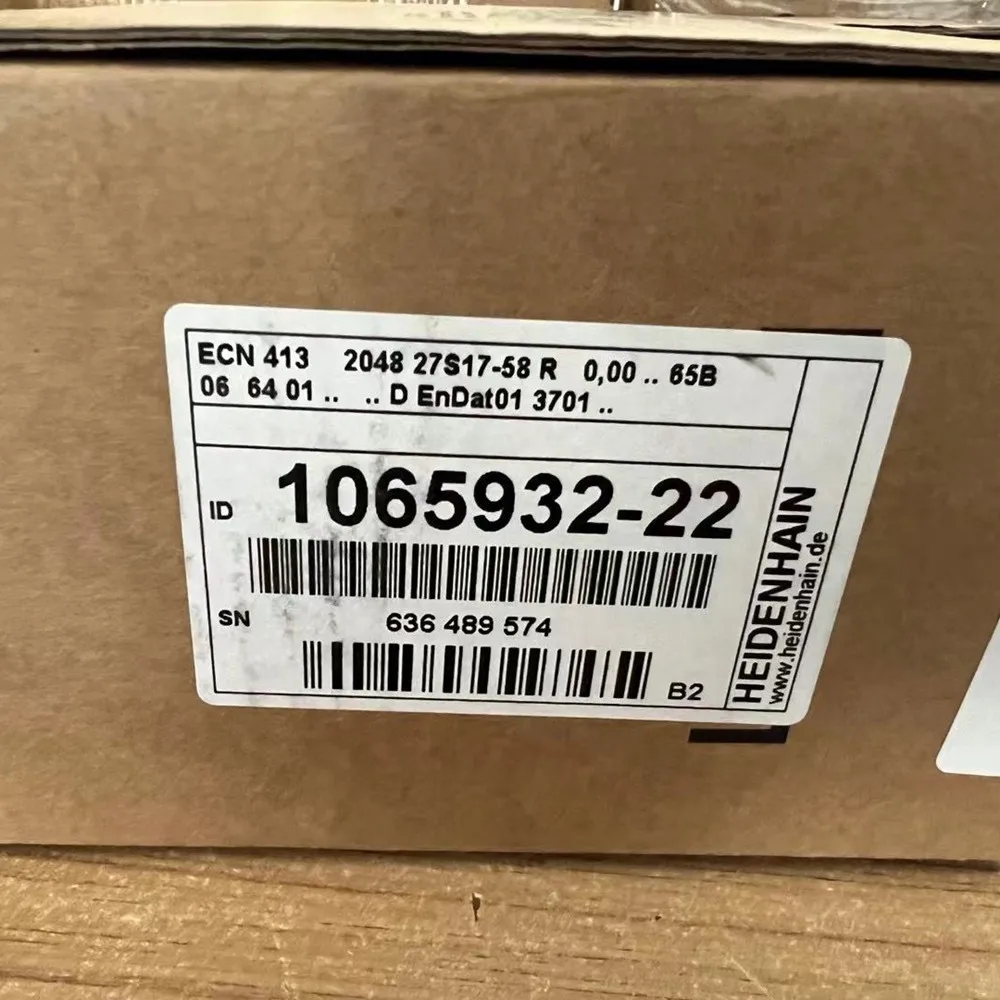 ECN 413 2048 27S17-58 R 0,00 .. 65B
06 64 01 .. .. D EnDat01 3701 ..
ID 1065932-22
SN 636 489 574
B2
HEIDENHAIN
www.heidenhain.de